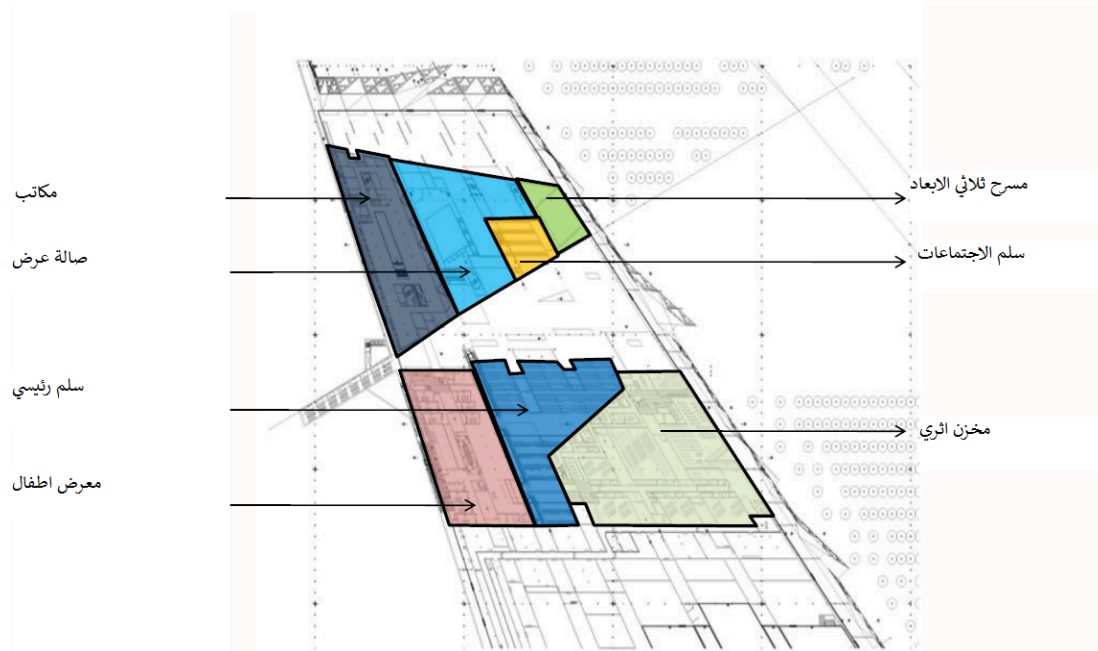 مسرح ثلاثي الابعاد
مكاتب
سلم الاجتماعات
صالة عرض
سلم رئيسي
مخزن اثري
معرض اطفال